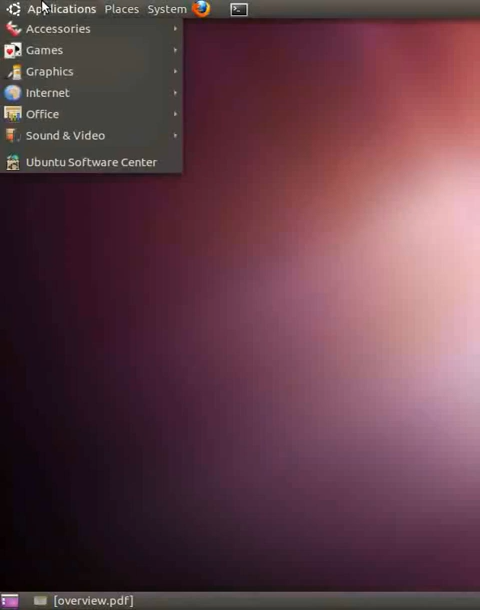 Applications Places System
Accessories
Games
Graphics
Internet
Office
Sound & Video
Ubuntu Software Center
[overview.pdf]